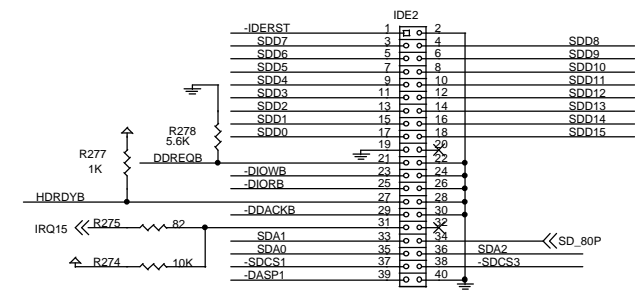 IDE2
-IDERST 1 2
SDD7 3 4 SDD8
SDD6 5 6 SDD9
SDD5 7 8 SDD10
SDD4 9 10 SDD11
SDD3 11 12 SDD12
SDD2 13 14 SDD13
SDD1 15 16 SDD14
SDD0 17 18 SDD15
R278
5.6K
19 20
R277
1K
DDREQB 21 22
-DIOWB 23 24
-DIORB 25 26
HDRDYB 27 28
-DDACKB 29 30
IRQ15 R275 82 31 32
SDA1 33 34 SD_80P
SDA0 35 36 SDA2
R274 10K -SDCS1 37 38 -SDCS3
-DASP1 39 40